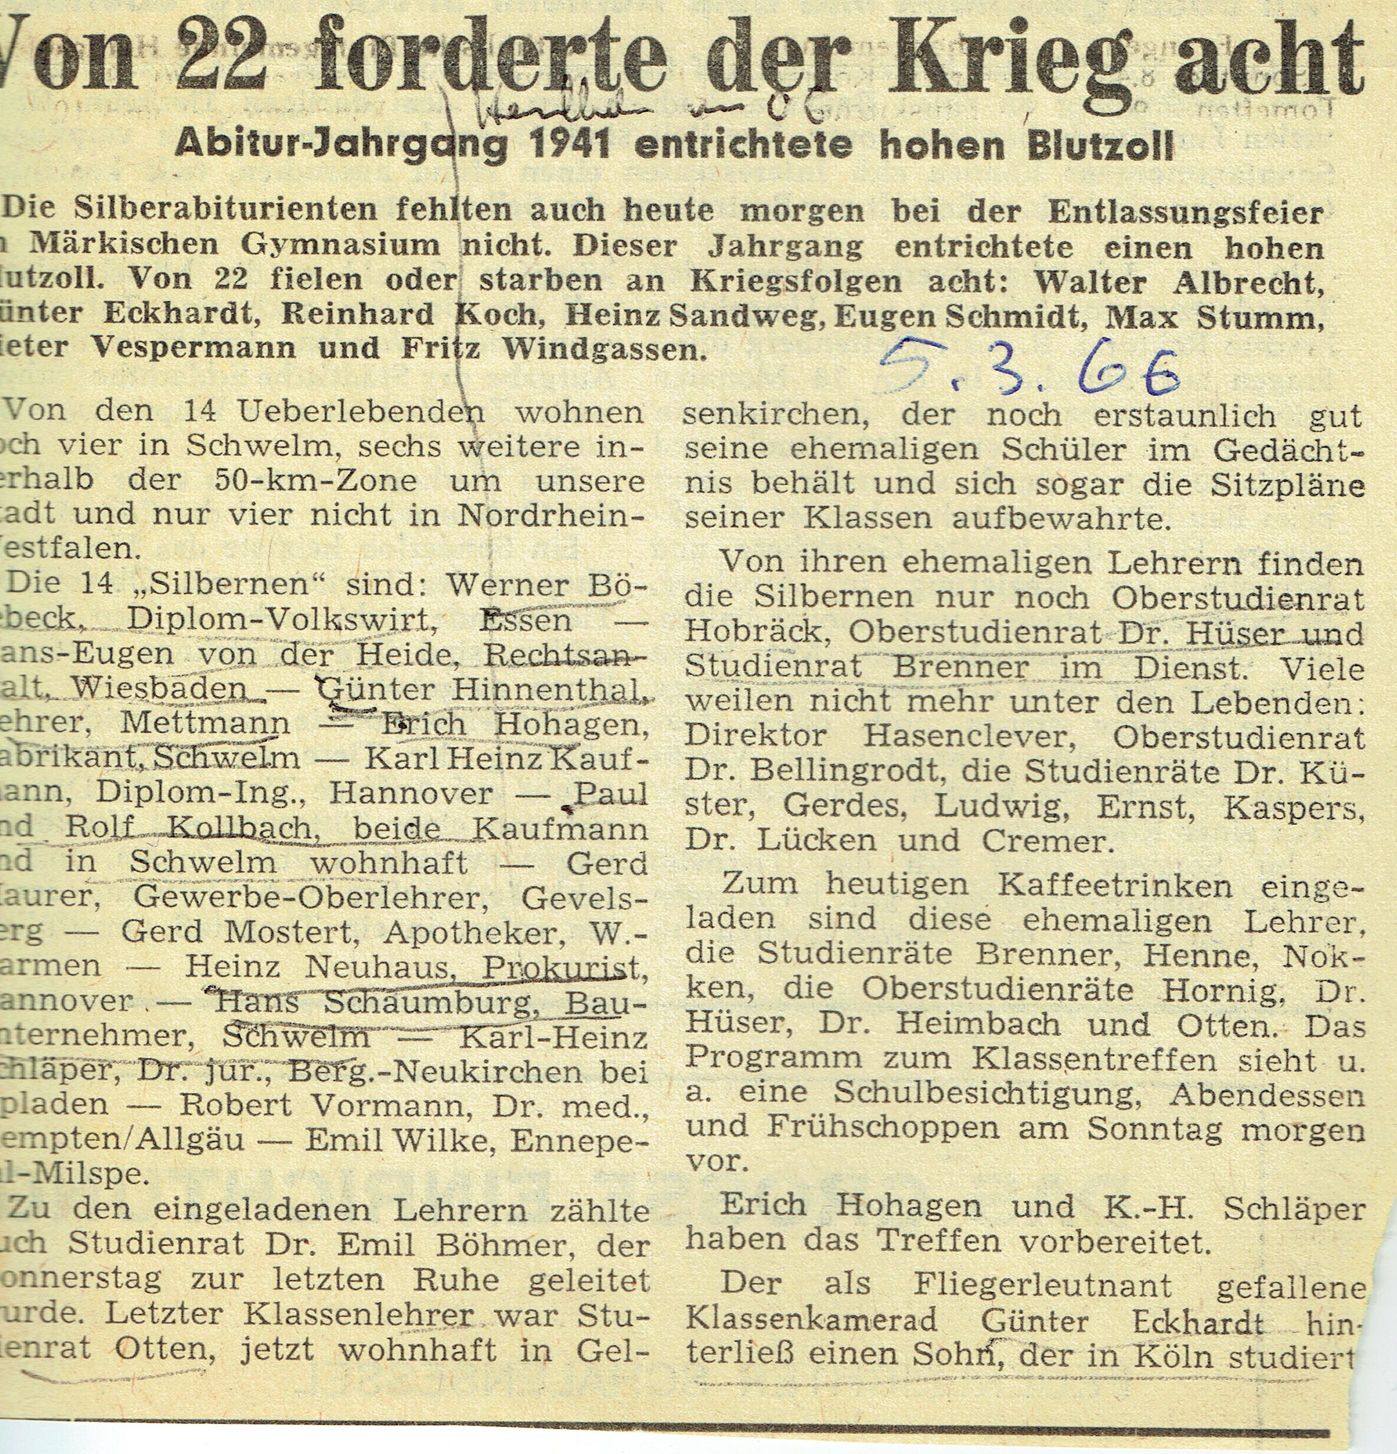 Von 22 forderte der Krieg acht
Abitur-Jahrgang 1941 entrichtete hohen Blutzoll
Die Silberabiturienten fehlten auch heute morgen bei der Entlassungsfeier
Märkischen Gymnasium nicht. Dieser Jahrgang entrichtete einen hohen
lutzoll. Von 22 fielen oder starben an Kriegsfolgen acht: Walter Albrecht,
ünter Eckhardt, Reinhard Koch, Heinz Sandweg, Eugen Schmidt, Max Stumm,
ieter Vespermann und Fritz Windgassen.
5.3.66
Von den 14 Ueberlebenden wohnen
och vier in Schwelm, sechs weitere in-
erhalb der 50-km-Zone um unsere
tadt und nur vier nicht in Nordrhein-
estfalen.
Die 14 „Silbernen“ sind: Werner Bö-
beck, Diplom-Volkswirt, Essen —
ans-Eugen von der Heide, Rechtsan-
alt, Wiesbaden — Günter Hinnenthal,
ehrer, Mettmann — Erich Hohagen,
abrikant, Schwelm — Karl Heinz Kauf-
ann, Diplom-Ing., Hannover — Paul
nd Rolf Kollbach, beide Kaufmann
nd in Schwelm wohnhaft — Gerd
aurer, Gewerbe-Oberlehrer, Gevels-
erg — Gerd Mostert, Apotheker, W.-
armen — Heinz Neuhaus, Prokurist,
annover — Hans Schaumburg, Bau-
nternehmer, Schwelm — Karl-Heinz
chläper, Dr. jur., Berg.-Neukirchen bei
pladen — Robert Vormann, Dr. med.,
empten/Allgäu — Emil Wilke, Ennepe-
l-Milspe.
Zu den eingeladenen Lehrern zählte
uch Studienrat Dr. Emil Böhmer, der
onnerstag zur letzten Ruhe geleitet
urde. Letzter Klassenlehrer war Stu-
ienrat Otten, jetzt wohnhaft in Gel-
senkirchen, der noch erstaunlich gut
seine ehemaligen Schüler im Gedächt-
nis behält und sich sogar die Sitzpläne
seiner Klassen aufbewahrte.
Von ihren ehemaligen Lehrern finden
die Silbernen nur noch Oberstudienrat
Hobräck, Oberstudienrat Dr. Hüser und
Studienrat Brenner im Dienst. Viele
weilen nicht mehr unter den Lebenden:
Direktor Hasenclever, Oberstudienrat
Dr. Bellingrodt, die Studienräte Dr. Kü-
ster, Gerdes, Ludwig, Ernst, Kaspers,
Dr. Lücken und Cremer.
Zum heutigen Kaffeetrinken einge-
laden sind diese ehemaligen Lehrer,
die Studienräte Brenner, Henne, Nok-
ken, die Oberstudienräte Hornig, Dr.
Hüser, Dr. Heimbach und Otten. Das
Programm zum Klassentreffen sieht u.
a. eine Schulbesichtigung, Abendessen
und Frühschoppen am Sonntag morgen
vor.
Erich Hohagen und K.-H. Schläper
haben das Treffen vorbereitet.
Der als Fliegerleutnant gefallene
Klassenkamerad Günter Eckhardt hin-
terließ einen Sohn, der in Köln studiert